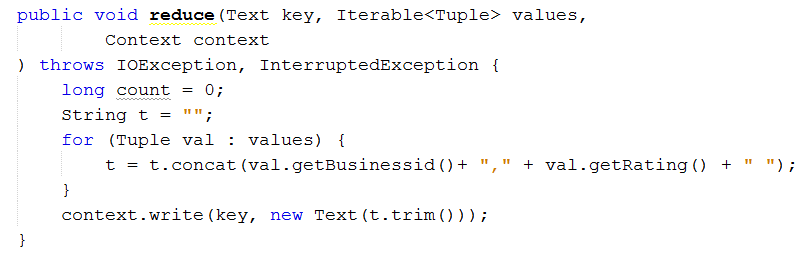 public void reduce(Text key, Iterable<Tuple> values,
        Context context
) throws IOException, InterruptedException {
    long count = 0;
    String t = "";
    for (Tuple val : values) {
        t = t.concat(val.getBusinessid()+ "," + val.getRating() + " ");
    }
    context.write(key, new Text(t.trim()));
}